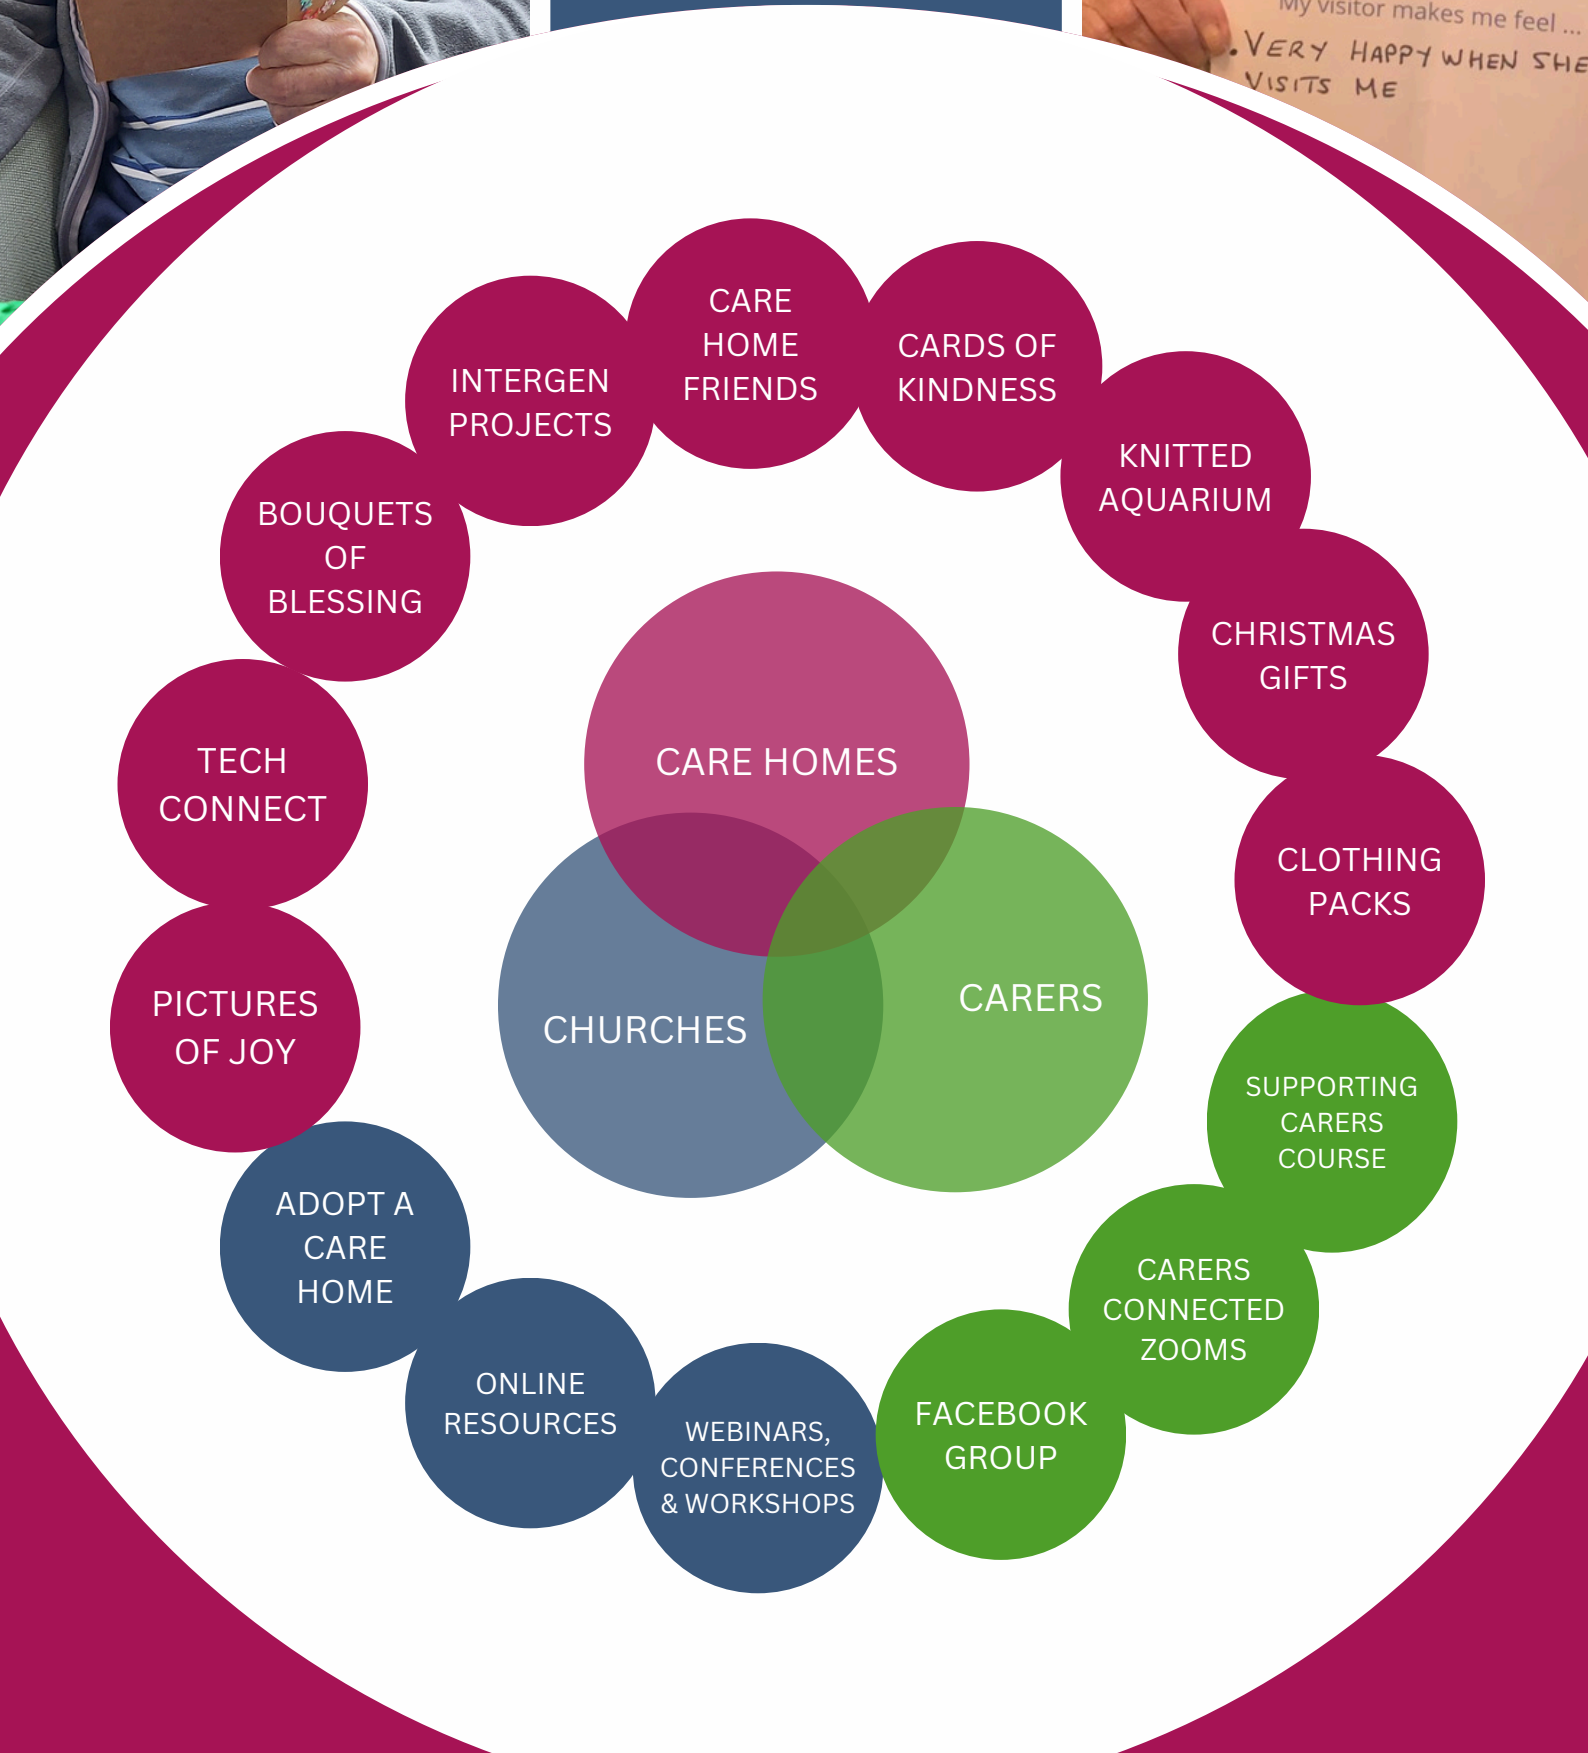 My visitor makes me feel ...
. VERY HAPPY WHEN SHE
VISITS ME
CARE
HOME
FRIENDS
CARDS OF
KINDNESS
KNITTED
AQUARIUM
CHRISTMAS
GIFTS
CLOTHING
PACKS
SUPPORTING
CARERS
COURSE
CARERS
CONNECTED
ZOOMS
FACEBOOK
GROUP
WEBINARS,
CONFERENCES
& WORKSHOPS
ONLINE
RESOURCES
ADOPT A
CARE
HOME
PICTURES
OF JOY
TECH
CONNECT
BOUQUETS
OF
BLESSING
INTERGEN
PROJECTS
CARE HOMES
CHURCHES
CARERS